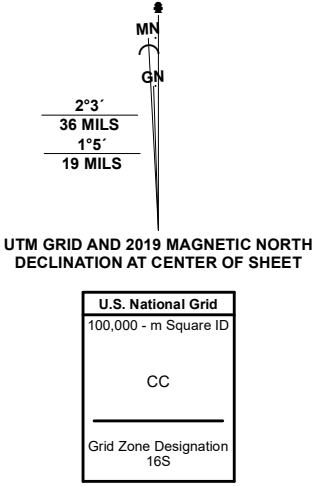 MN
GN
2°3´
36 MILS
1°5´
19 MILS
UTM GRID AND 2019 MAGNETIC NORTH
DECLINATION AT CENTER OF SHEET
U.S. National Grid
100,000 - m Square ID
CC
Grid Zone Designation
16S